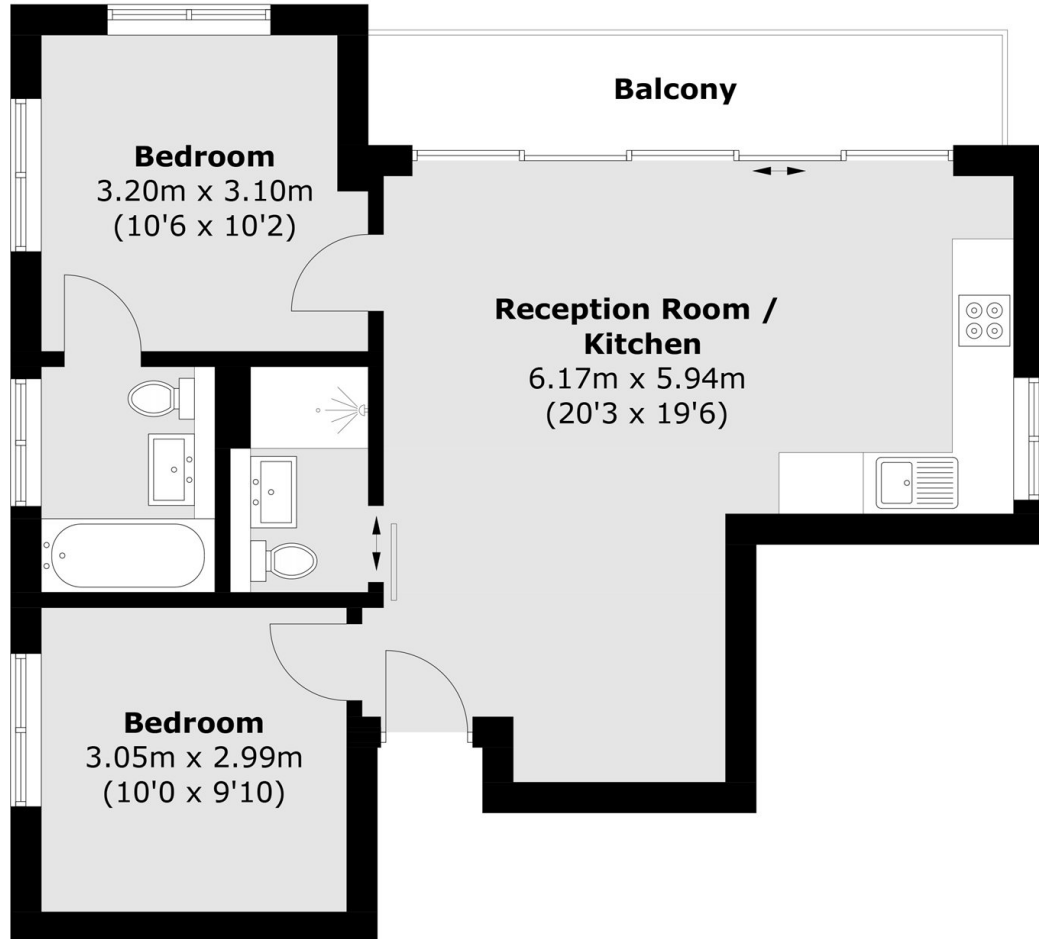 Balcony
Bedroom
3.20m x 3.10m
(10'6 x 10'2)
Reception Room /
Kitchen
6.17m x 5.94m
(20'3 x 19'6)
Bedroom
3.05m x 2.99m
(10'0 x 9'10)